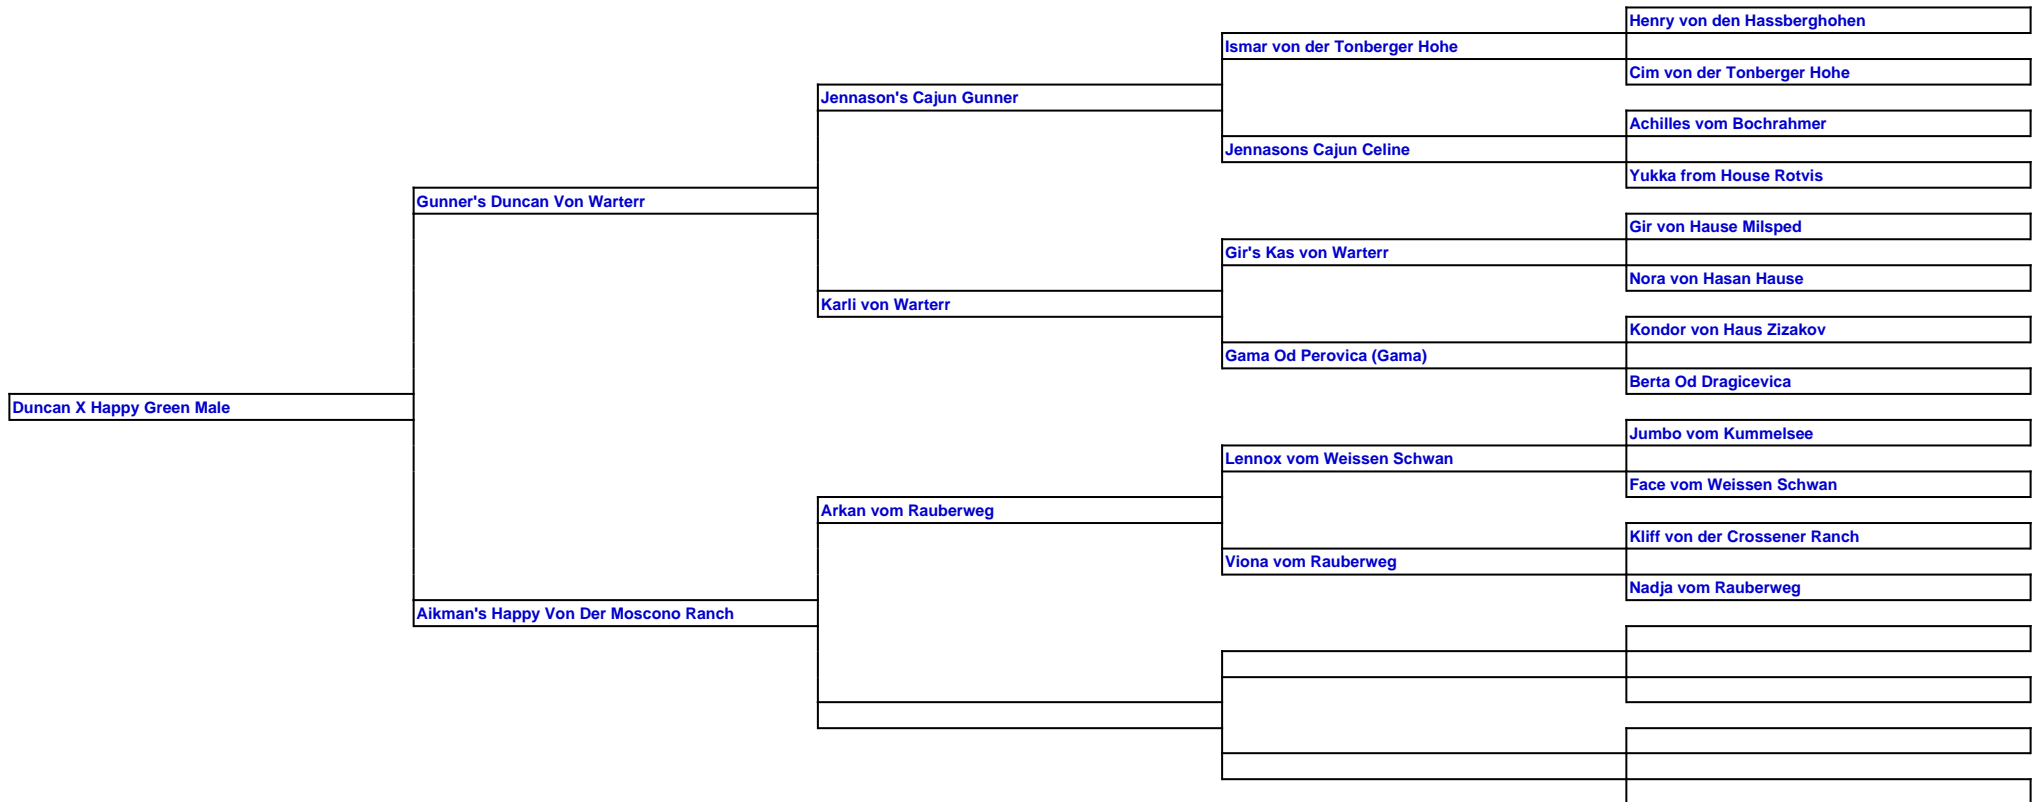 Henry von den Hassberghohen
Ismar von der Tonberger Hohe
Cim von der Tonberger Hohe
Jennason's Cajun Gunner
Achilles vom Bochrahmer
Jennasons Cajun Celine
Yukka from House Rotvis
Gunner's Duncan Von Warterr
Gir von Hause Milsped
Gir's Kas von Warterr
Nora von Hasan Hause
Karli von Warterr
Kondor von Haus Zizakov
Gama Od Perovica (Gama)
Berta Od Dragicevica
Duncan X Happy Green Male
Jumbo vom Kummelsee
Lennox vom Weissen Schwan
Face vom Weissen Schwan
Arkan vom Rauberweg
Kliff von der Crossener Ranch
Viona vom Rauberweg
Nadja vom Rauberweg
Aikman's Happy Von Der Moscono Ranch